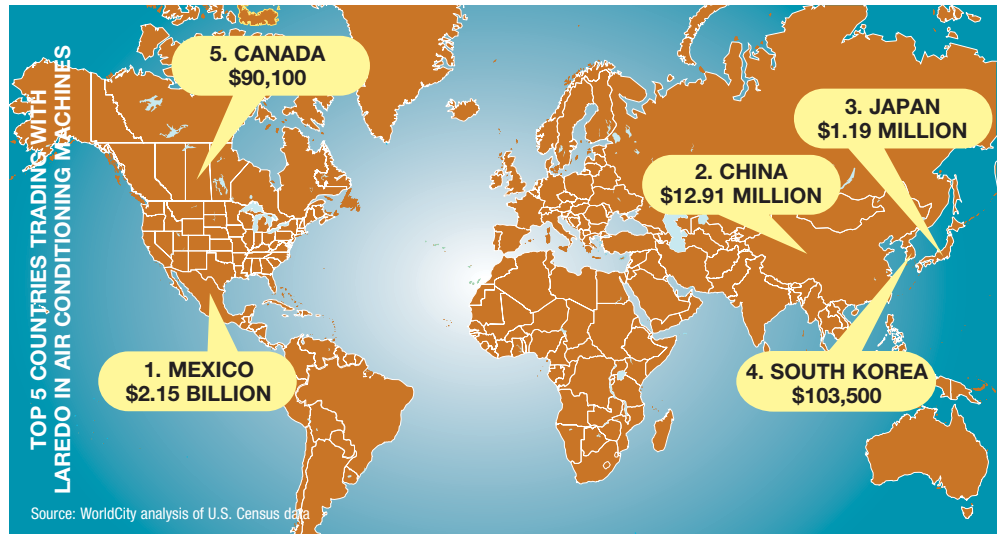 TOP 5 COUNTRIES TRADING WITH
LAREDO IN AIR CONDITIONING MACHINES
5. CANADA
$90,100
3. JAPAN
$1.19 MILLION
2. CHINA
$12.91 MILLION
1. MEXICO
$2.15 BILLION
4. SOUTH KOREA
$103,500
Source: WorldCity analysis of U.S. Census data